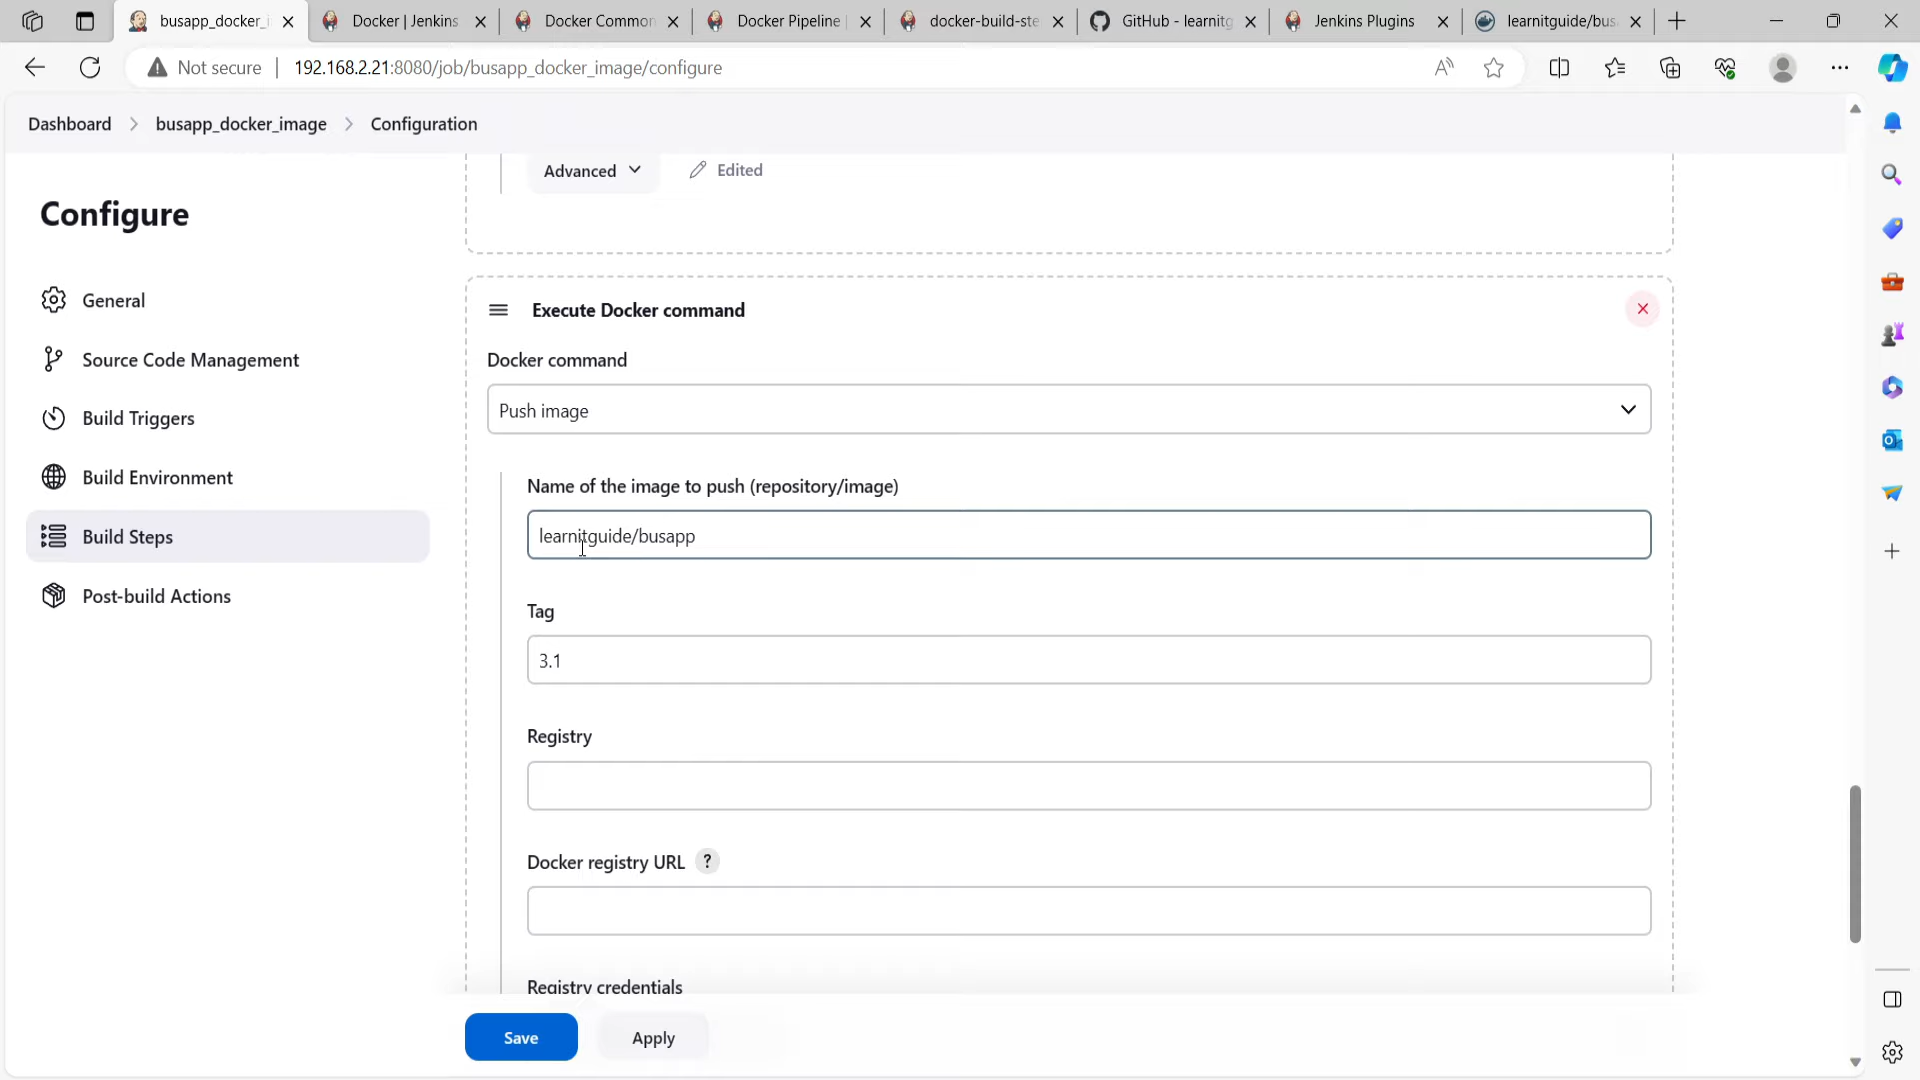 busapp_docker_i
Docker | Jenkins
Docker Common
Docker Pipeline |
docker-build-ste
GitHub - learnitg
Jenkins Plugins
learnitguide/bus
Not secure
192.168.2.21:8080/job/busapp_docker_image/configure
Dashboard
busapp_docker_image
Configuration
Advanced
Edited
Configure
General
Source Code Management
Build Triggers
Build Environment
Build Steps
Post-build Actions
Execute Docker command
Docker command
Push image
Name of the image to push (repository/image)
learnitguide/busapp
Tag
3.1
Registry
Docker registry URL ?
Registry credentials
Save
Apply